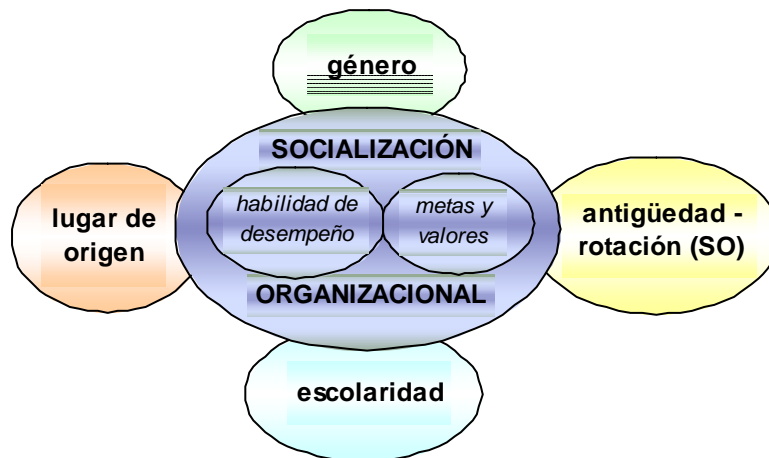 género
SOCIALIZACIÓN
habilidad de
desempeño
metas y
valores
ORGANIZACIONAL
lugar de
origen
antigüedad -
rotación (SO)
escolaridad